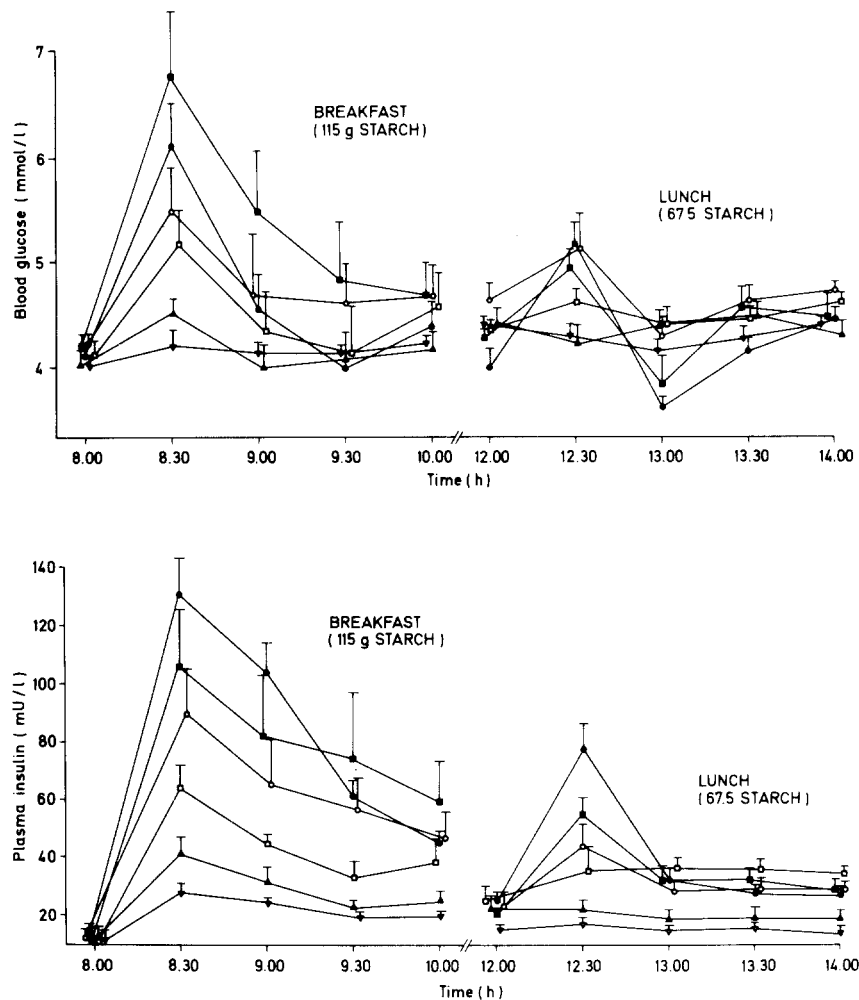 7
6
5
4
Blood glucose (mmol/l)
BREAKFAST
(115 g STARCH)
LUNCH
(67.5 STARCH)
8.00 8.30 9.00 9.30 10.00 12.00 12.30 13.00 13.30 14.00
Time (h)
140
120
100
80
60
40
20
Plasma insulin (mU/l)
BREAKFAST
(115 g STARCH)
LUNCH
(67.5 STARCH)
8.00 8.30 9.00 9.30 10.00 12.00 12.30 13.00 13.30 14.00
Time (h)